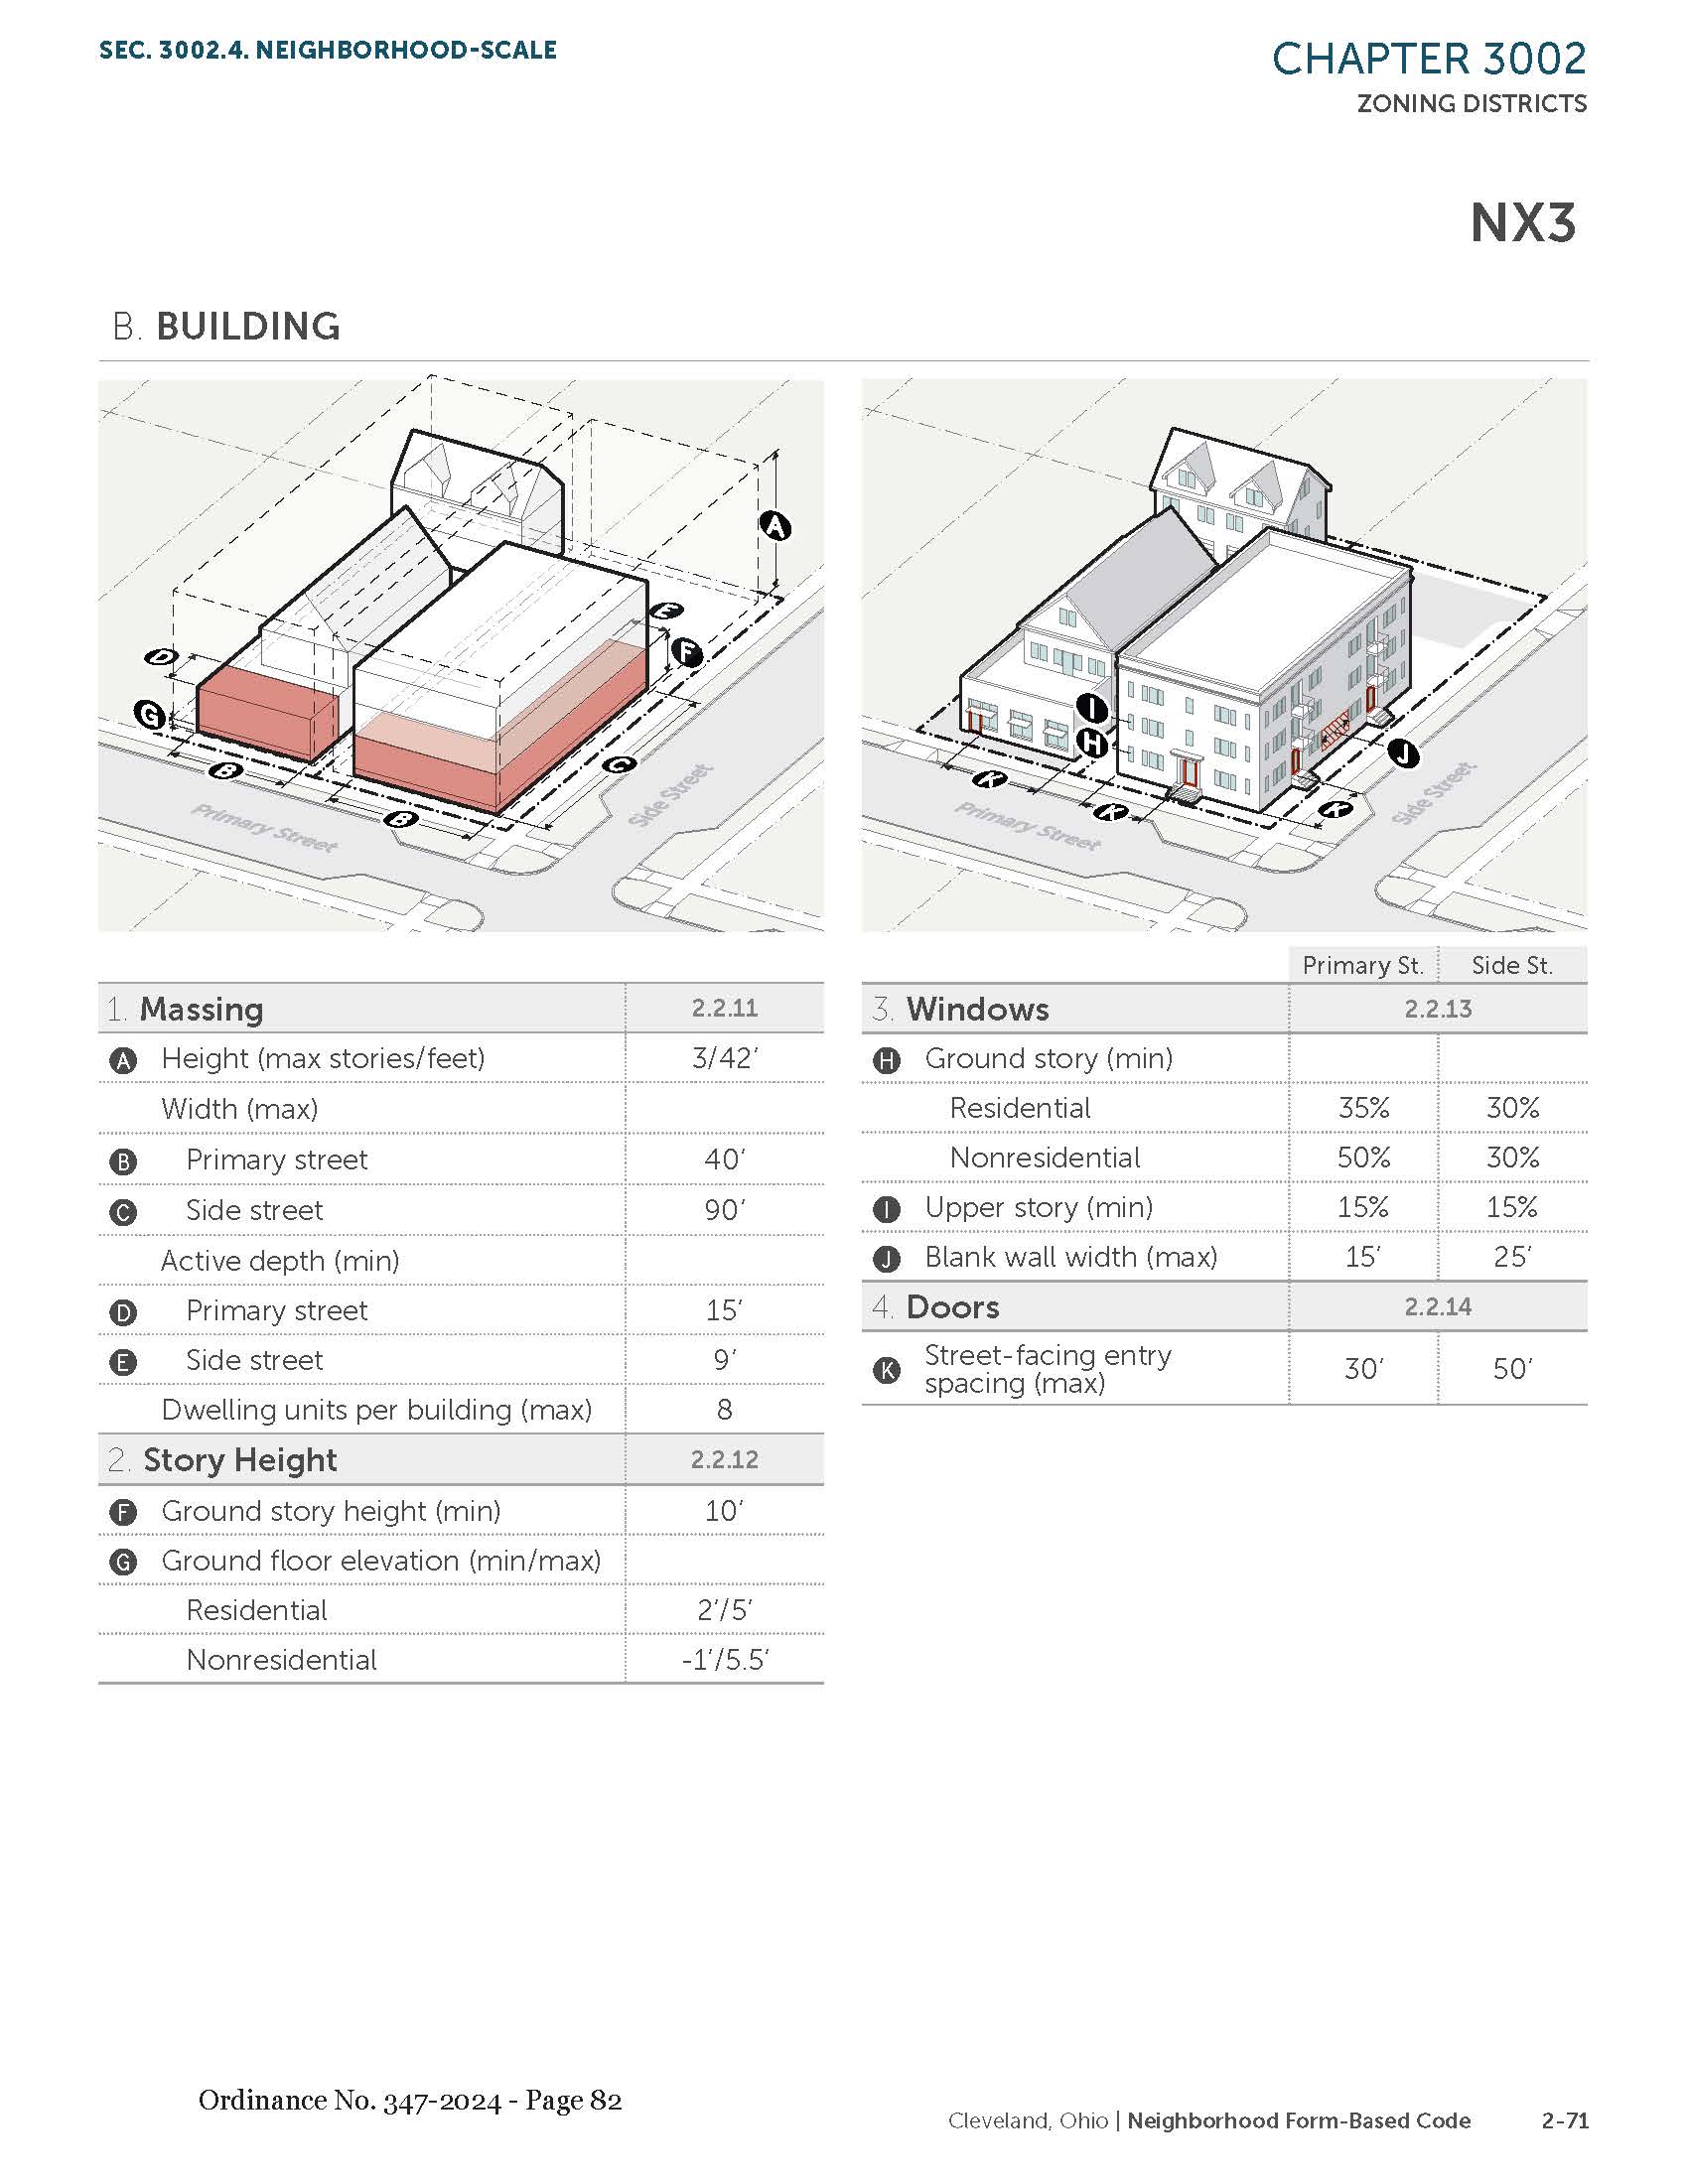 SEC. 3002.4. NEIGHBORHOOD-SCALE
CHAPTER 3002
ZONING DISTRICTS
NX3
B. BUILDING
A
E
F
D
G
B
C
B
Primary Street
Side Street
I
H
J
K
K
K
Primary Street
Side Street
1. Massing 2.2.11
A Height (max stories/feet) 3/42'
Width (max)
B Primary street 40'
C Side street 90'
Active depth (min)
D Primary street 15'
E Side street 9'
Dwelling units per building (max) 8
2. Story Height 2.2.12
F Ground story height (min) 10'
G Ground floor elevation (min/max)
Residential 2'/5'
Nonresidential -1'/5.5'
Primary St. Side St.
3. Windows 2.2.13
H Ground story (min)
Residential 35% 30%
Nonresidential 50% 30%
I Upper story (min) 15% 15%
J Blank wall width (max) 15' 25'
4. Doors 2.2.14
K Street-facing entry
spacing (max) 30' 50'
Ordinance No. 347-2024 - Page 82
Cleveland, Ohio | Neighborhood Form-Based Code 2-71